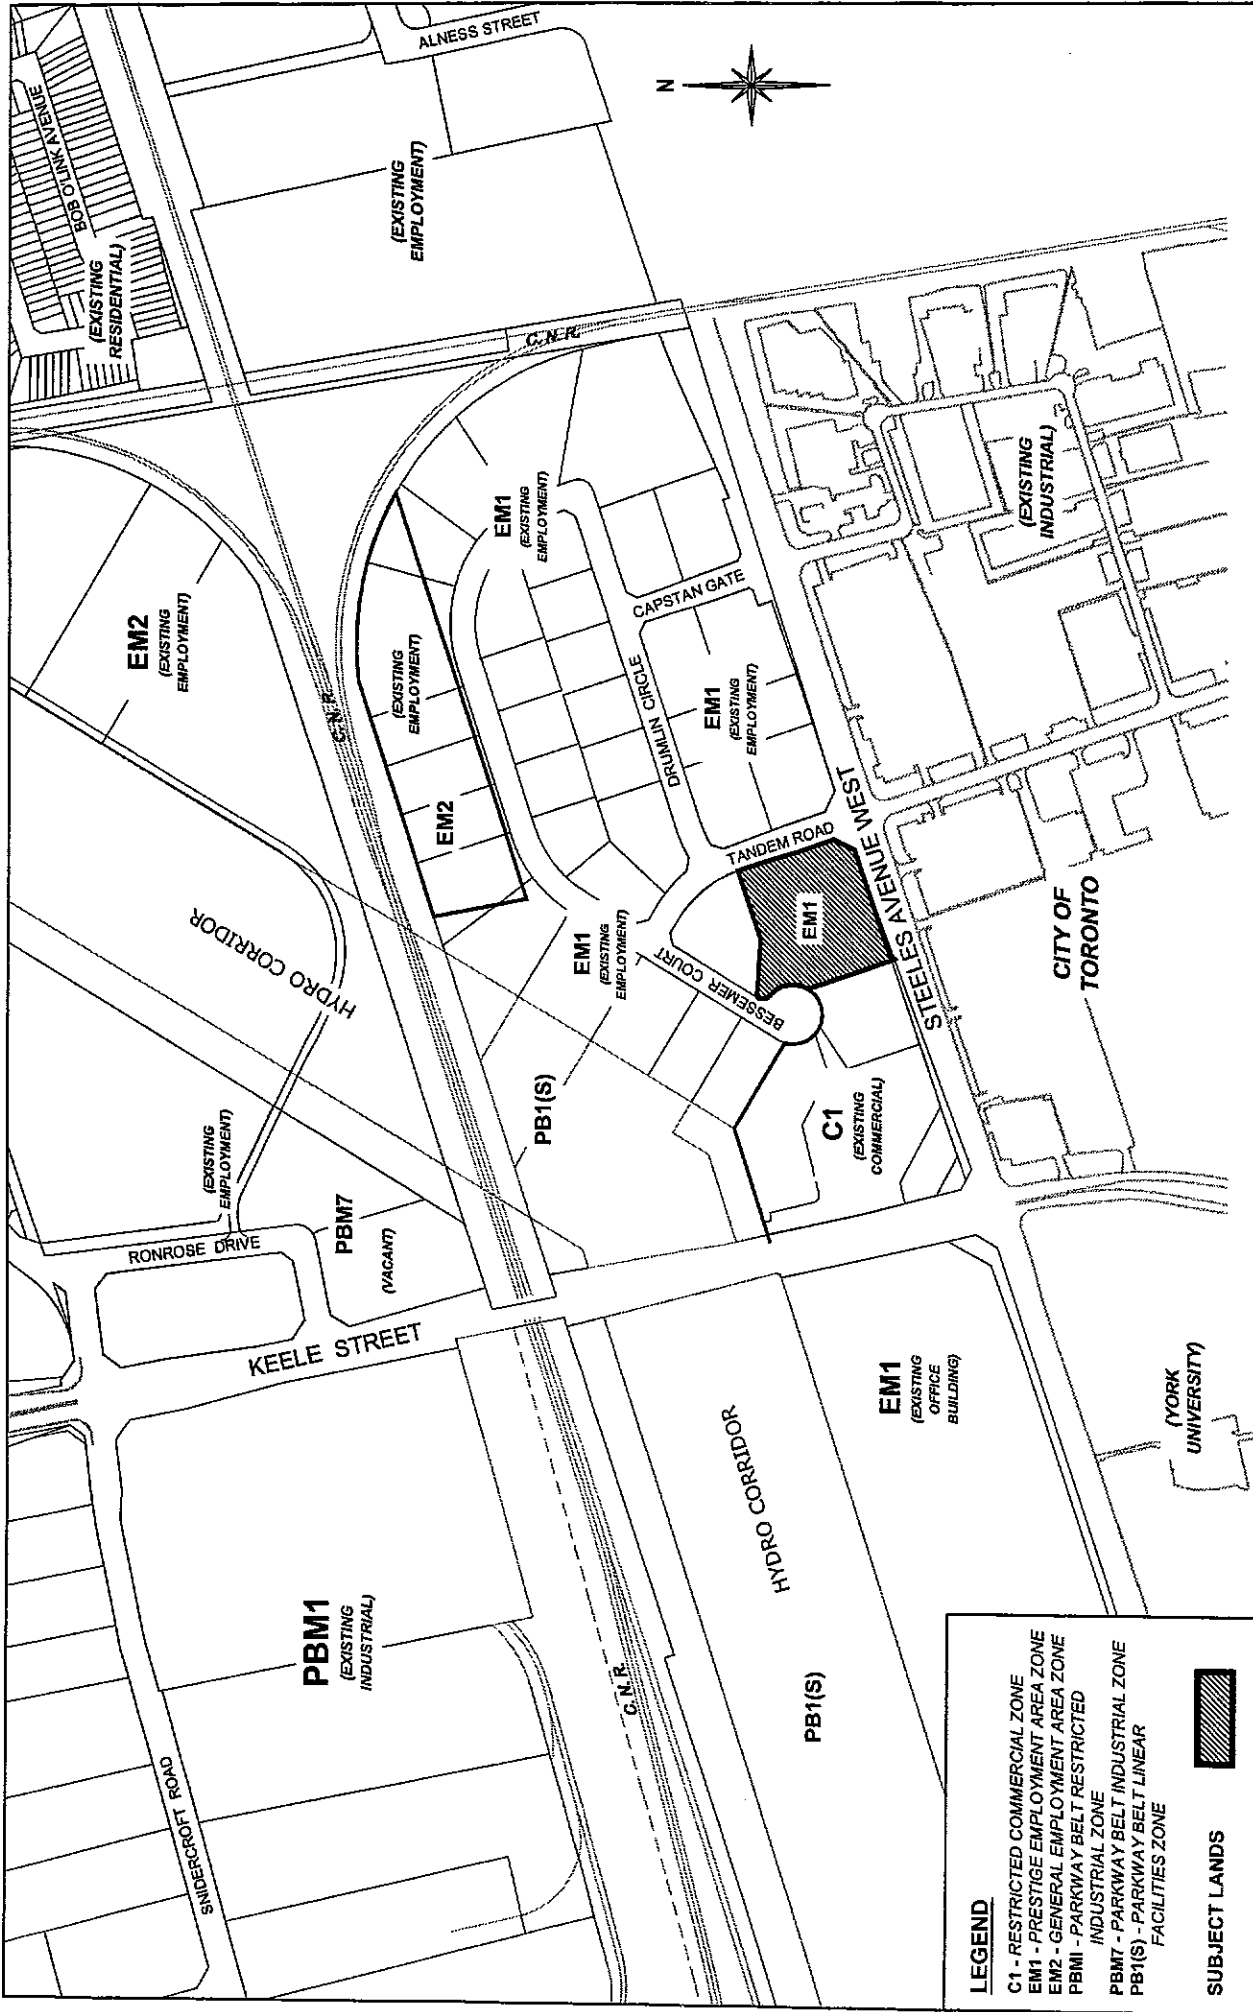 ALNESS STREET
BOB O'LINK AVENUE
(EXISTING
RESIDENTIAL)
(EXISTING
EMPLOYMENT)
N
C. N. R.
EM2
(EXISTING
EMPLOYMENT)
C. N. R.
EM1
(EXISTING
EMPLOYMENT)
(EXISTING
EMPLOYMENT)
EM2
CAPSTAN GATE
DRUMLIN CIRCLE
EM1
(EXISTING
EMPLOYMENT)
(EXISTING
INDUSTRIAL)
HYDRO CORRIDOR
TANDEM ROAD
STEELES AVENUE WEST
EM1
EM1
(EXISTING
EMPLOYMENT)
BESSEMER COURT
CITY OF
TORONTO
(EXISTING
EMPLOYMENT)
RONROSE DRIVE
PBM7
(VACANT)
PB1(S)
C1
(EXISTING
COMMERCIAL)
KEELE STREET
EM1
(EXISTING
OFFICE
BUILDING)
(YORK
UNIVERSITY)
HYDRO CORRIDOR
PBM1
(EXISTING
INDUSTRIAL)
C. N. R.
PB1(S)
SNIDERCROFT ROAD
LEGEND
C1 - RESTRICTED COMMERCIAL ZONE
EM1 - PRESTIGE EMPLOYMENT AREA ZONE
EM2 - GENERAL EMPLOYMENT AREA ZONE
PBMI - PARKWAY BELT RESTRICTED
INDUSTRIAL ZONE
PBM7 - PARKWAY BELT INDUSTRIAL ZONE
PB1(S) - PARKWAY BELT LINEAR
FACILITIES ZONE
SUBJECT LANDS